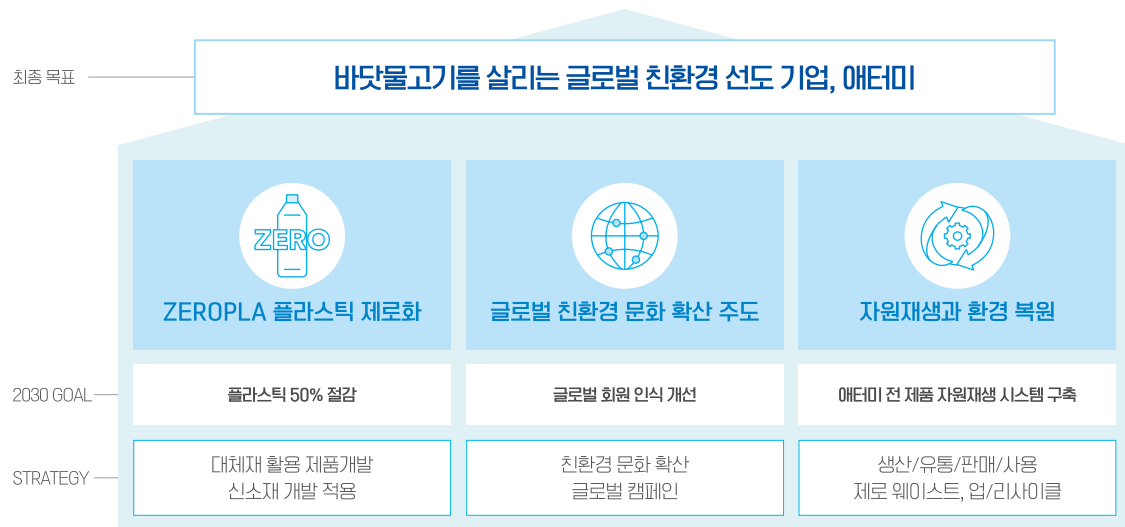 최종 목표
바닷물고기를 살리는 글로벌 친환경 선도 기업, 애터미
ZERO
ZEROPLA 플라스틱 제로화
글로벌 친환경 문화 확산 주도
자원재생과 환경 복원
2030 GOAL
플라스틱 50% 절감
글로벌 회원 인식 개선
애터미 전 제품 자원재생 시스템 구축
STRATEGY
대체재 활용 제품개발
신소재 개발 적용
친환경 문화 확산
글로벌 캠페인
생산/유통/판매/사용
제로 웨이스트, 업/리사이클